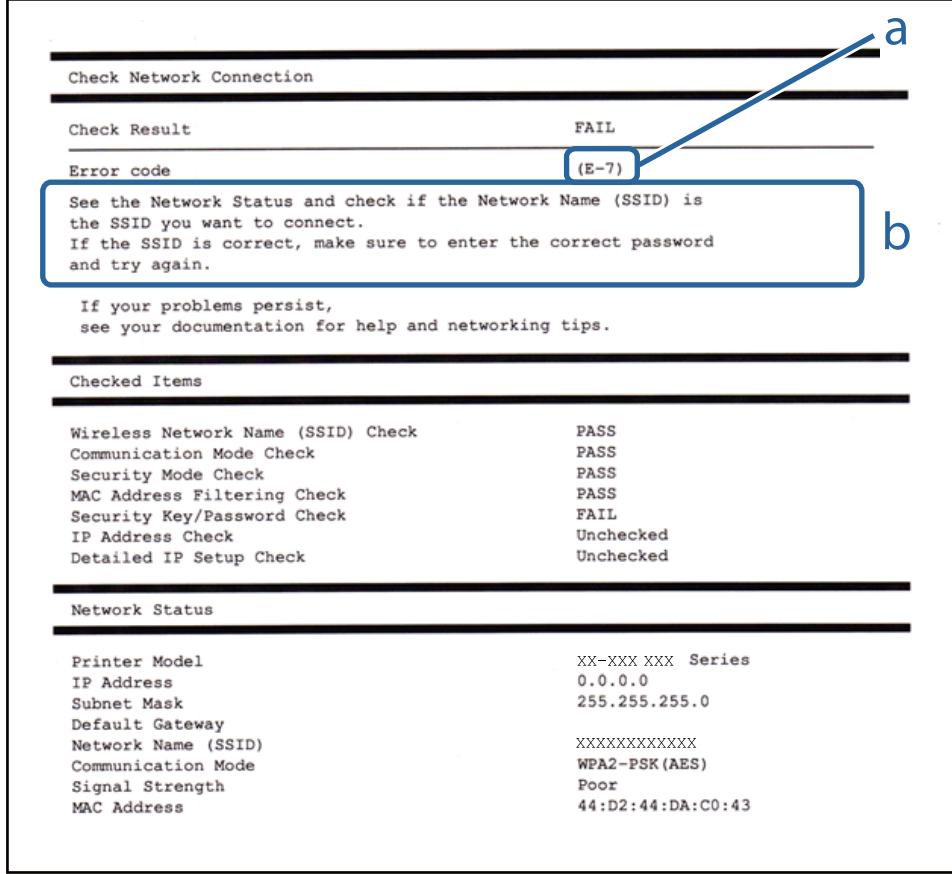 a
Check Network Connection
Check Result FAIL
Error code (E-7)
See the Network Status and check if the Network Name (SSID) is
the SSID you want to connect.
If the SSID is correct, make sure to enter the correct password
and try again.
b
If your problems persist,
see your documentation for help and networking tips.
Checked Items
Wireless Network Name (SSID) Check PASS
Communication Mode Check PASS
Security Mode Check PASS
MAC Address Filtering Check PASS
Security Key/Password Check FAIL
IP Address Check Unchecked
Detailed IP Setup Check Unchecked
Network Status
Printer Model XX-XXX XXX Series
IP Address 0.0.0.0
Subnet Mask 255.255.255.0
Default Gateway
Network Name (SSID) XXXXXXXXXXXX
Communication Mode WPA2-PSK(AES)
Signal Strength Poor
MAC Address 44:D2:44:DA:C0:43